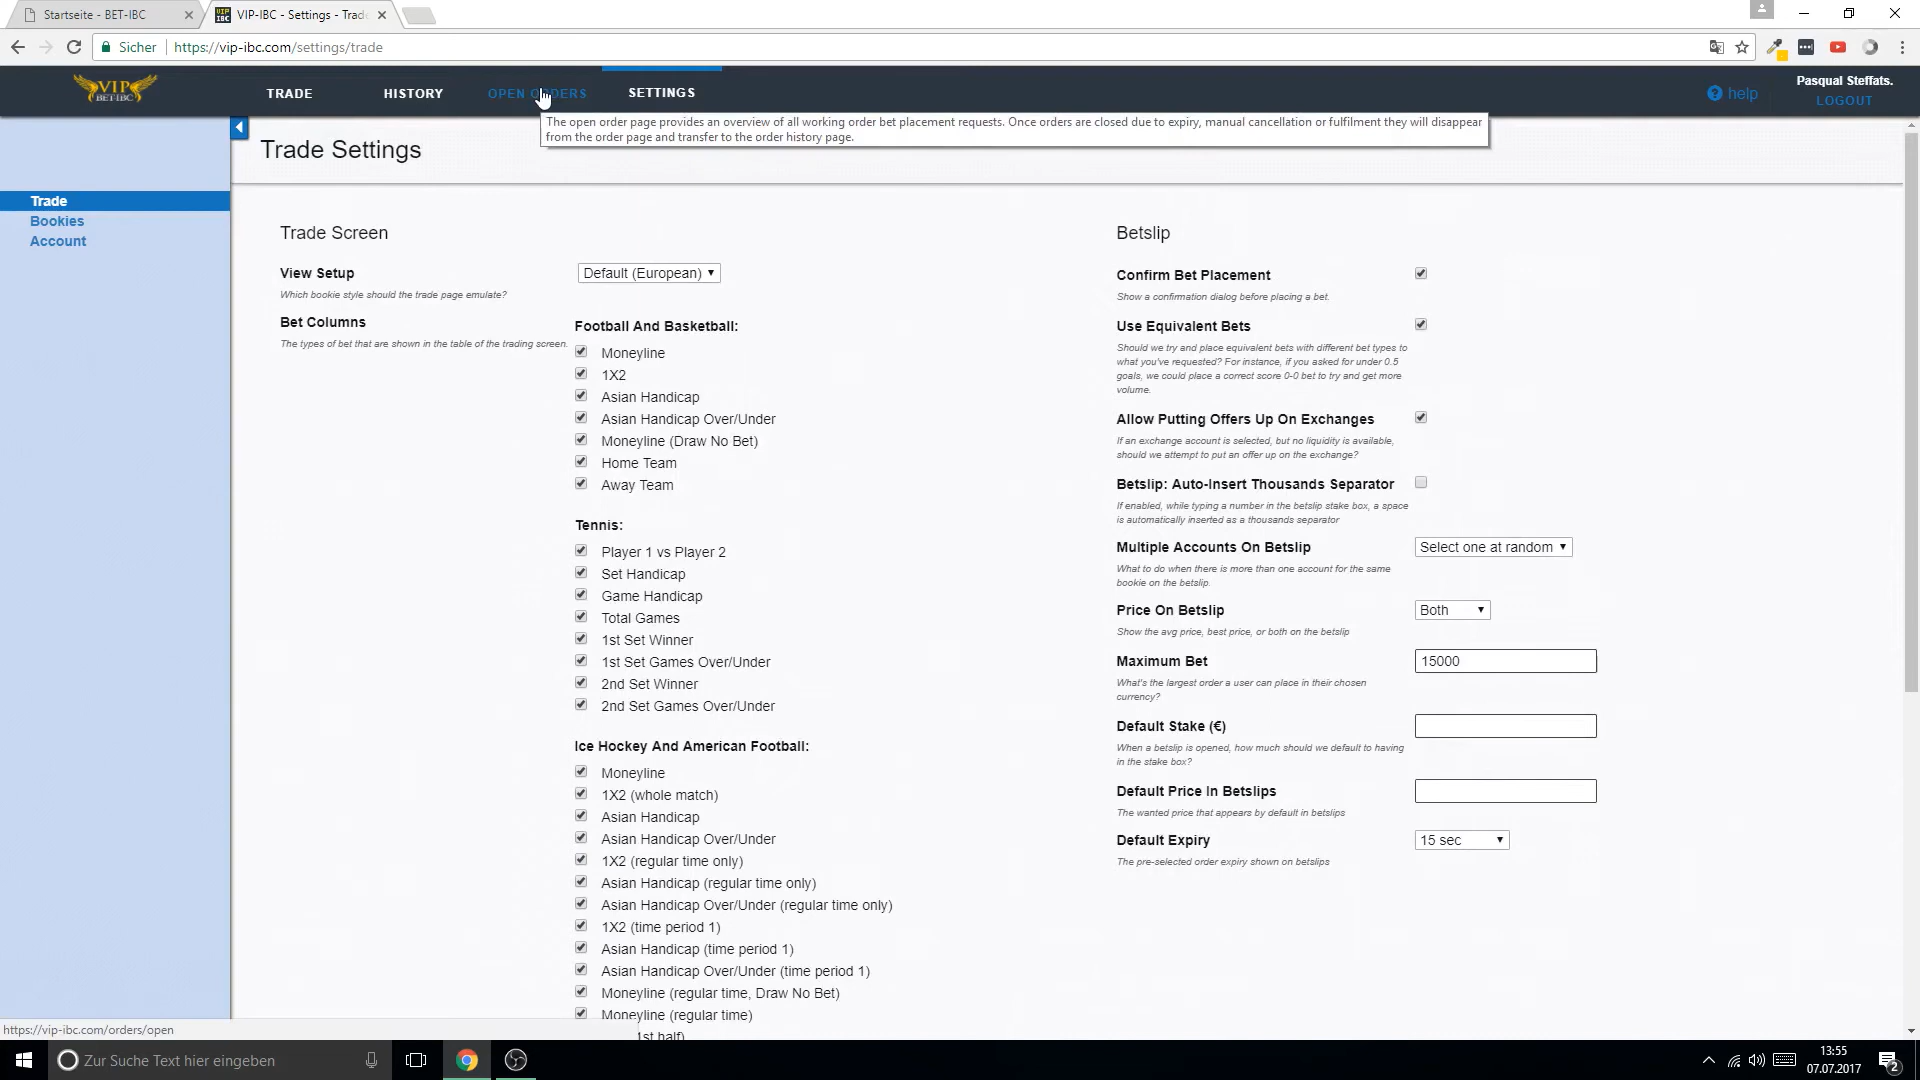 Startseite - BET-IBC
VIP-IBC - Settings - Trade
Sicher https://vip-ibc.com/settings/trade
VIP
BET-IBC
TRADE HISTORY OPEN ORDERS SETTINGS
help
Pasqual Steffats.
LOGOUT
The open order page provides an overview of all working order bet placement requests. Once orders are closed due to expiry, manual cancellation or fulfilment they will disappear
from the order page and transfer to the order history page.
Trade Settings
Trade
Bookies
Account
Trade Screen
View Setup
Default (European)
Which bookie style should the trade page emulate?
Bet Columns
The types of bet that are shown in the table of the trading screen.
Football And Basketball:
Moneyline
1X2
Asian Handicap
Asian Handicap Over/Under
Moneyline (Draw No Bet)
Home Team
Away Team
Tennis:
Player 1 vs Player 2
Set Handicap
Game Handicap
Total Games
1st Set Winner
1st Set Games Over/Under
2nd Set Winner
2nd Set Games Over/Under
Ice Hockey And American Football:
Moneyline
1X2 (whole match)
Asian Handicap
Asian Handicap Over/Under
1X2 (regular time only)
Asian Handicap (regular time only)
Asian Handicap Over/Under (regular time only)
1X2 (time period 1)
Asian Handicap (time period 1)
Asian Handicap Over/Under (time period 1)
Moneyline (regular time, Draw No Bet)
Moneyline (regular time)
1st half)
Betslip
Confirm Bet Placement
Show a confirmation dialog before placing a bet.
Use Equivalent Bets
Should we try and place equivalent bets with different bet types to
what you've requested? For instance, if you asked for under 0.5
goals, we could place a correct score 0-0 bet to try and get more
volume.
Allow Putting Offers Up On Exchanges
If an exchange account is selected, but no liquidity is available,
should we attempt to put an offer up on the exchange?
Betslip: Auto-Insert Thousands Separator
If enabled, while typing a number in the betslip stake box, a space
is automatically inserted as a thousands separator
Multiple Accounts On Betslip
Select one at random
What to do when there is more than one account for the same
bookie on the betslip.
Price On Betslip
Both
Show the avg price, best price, or both on the betslip
Maximum Bet
15000
What's the largest order a user can place in their chosen
currency?
Default Stake (€)
When a betslip is opened, how much should we default to having
in the stake box?
Default Price In Betslips
The wanted price that appears by default in betslips
Default Expiry
15 sec
The pre-selected order expiry shown on betslips
https://vip-ibc.com/orders/open
Zur Suche Text hier eingeben
13:55
07.07.2017
2